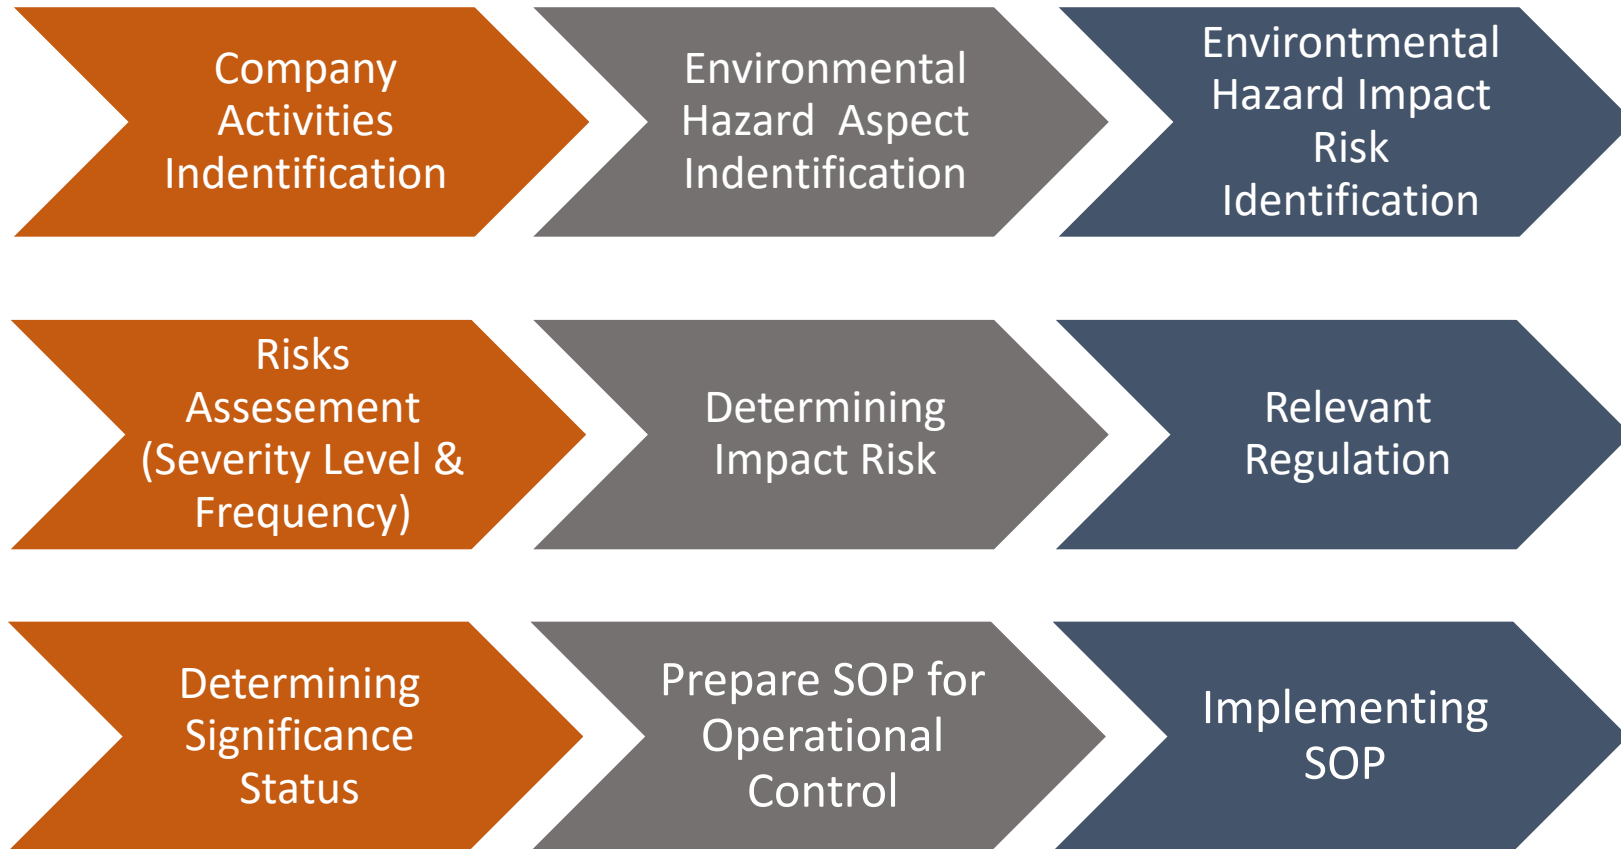 Company
Activities
Indentification
Environmental
Hazard  Aspect
Indentification
Environtmental
Hazard Impact
Risk
Identification
Risks
Assesement
(Severity Level &
Frequency)
Determining
Impact Risk
Relevant
Regulation
Determining
Significance
Status
Prepare SOP for
Operational
Control
Implementing
SOP